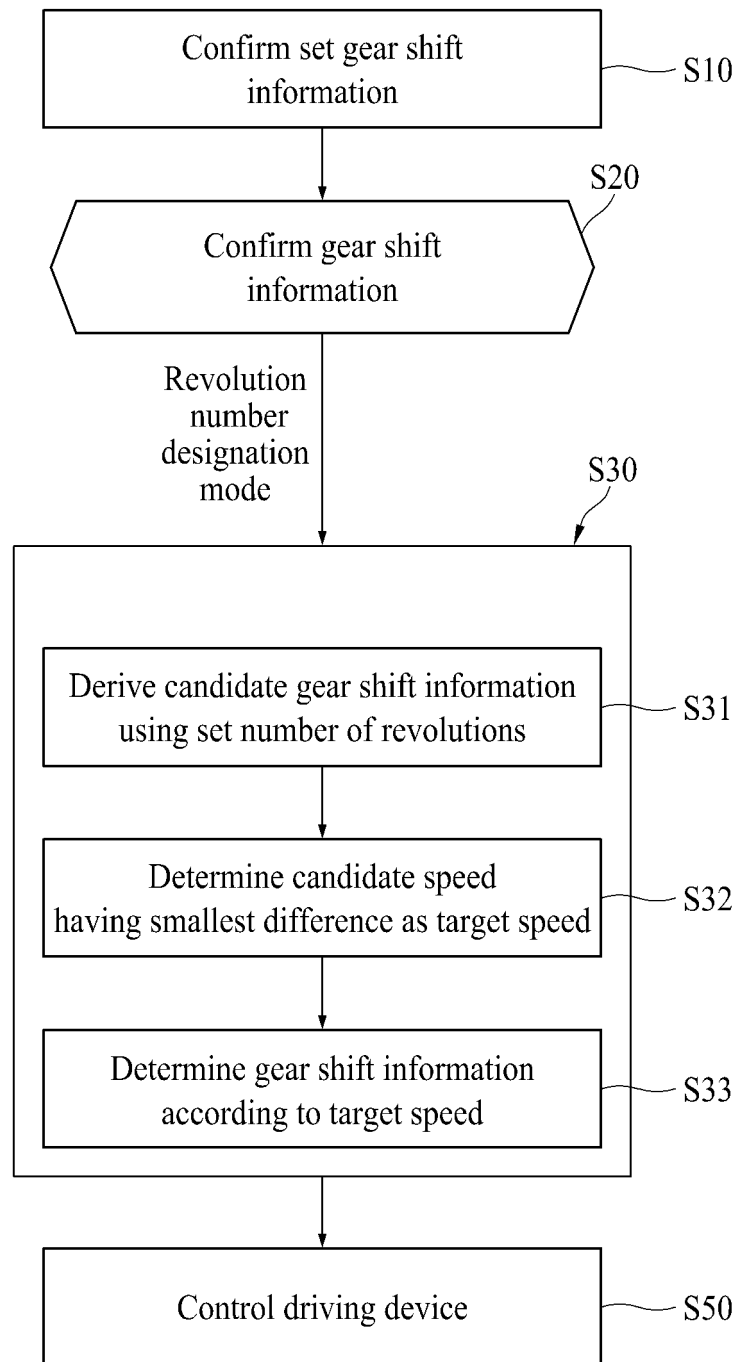 Confirm set gear shift
information
S10
S20
Confirm gear shift
information
Revolution
number
designation
mode
S30
Derive candidate gear shift information
using set number of revolutions
S31
Determine candidate speed
having smallest difference as target speed
S32
Determine gear shift information
according to target speed
S33
Control driving device
S50